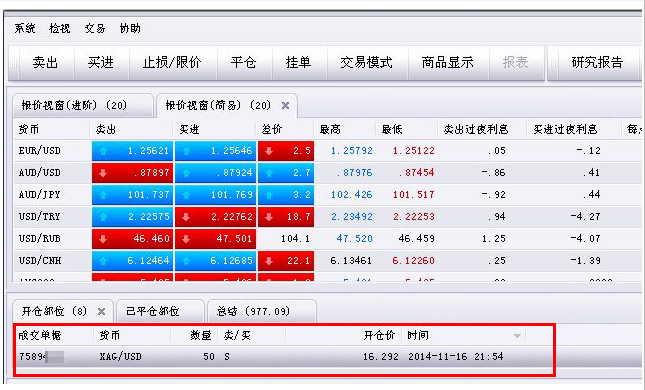 系统 检视 交易 协助
卖出 买进 止损/限价 平仓 挂单 交易模式 商品显示 报表 研究报告
报价视窗(进阶) (20) 报价视窗(简易) (20)
货币 卖出 买进 差价 最高 最低 卖出过夜利息 买进过夜利息
EUR/USD 1.25621 1.25646 2.5 1.25792 1.25122 .05 -.12
AUD/USD .87897 .87924 2.7 .87976 .87454 -.86 .41
AUD/JPY 101.737 101.769 3.2 102.426 101.517 -.92 .44
USD/TRY 2.22575 2.22762 18.7 2.23492 2.22253 .94 -4.27
USD/RUB 46.460 47.501 104.1 47.520 46.459 1.25 -4.07
USD/CNH 6.12464 6.12685 22.1 6.13461 6.12260 .25 -1.39
开仓部位 (8) 已平仓部位 总结 (977.09)
成交单据 货币 数量 卖/买 开仓价 时间
75894 XAG/USD 50 S 16.292 2014-11-16 21:54